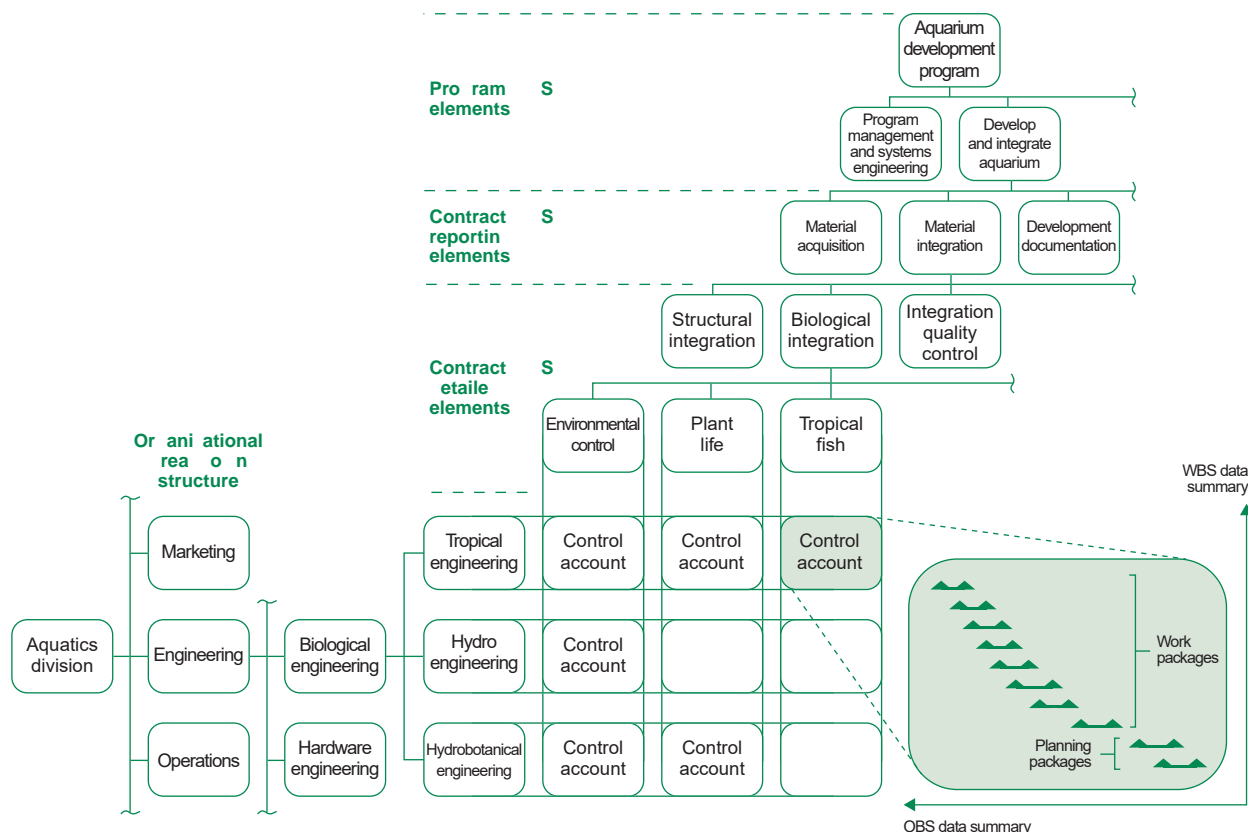 Aquarium
development
program
Pro ram S
elements
Program
management
and systems
engineering
Develop
and integrate
aquarium
Contract S
reportin
elements
Material
acquisition
Material
integration
Development
documentation
Structural
integration
Biological
integration
Integration
quality
control
Contract S
etaile
elements
Environmental
control
Plant
life
Tropical
fish
Or ani ational
rea o n
structure
WBS data
summary
Marketing
Tropical
engineering
Control
account
Control
account
Control
account
Aquatics
division
Engineering
Biological
engineering
Hydro
engineering
Control
account
Work
packages
Operations
Hardware
engineering
Hydrobotanical
engineering
Control
account
Control
account
Planning
packages
OBS data summary